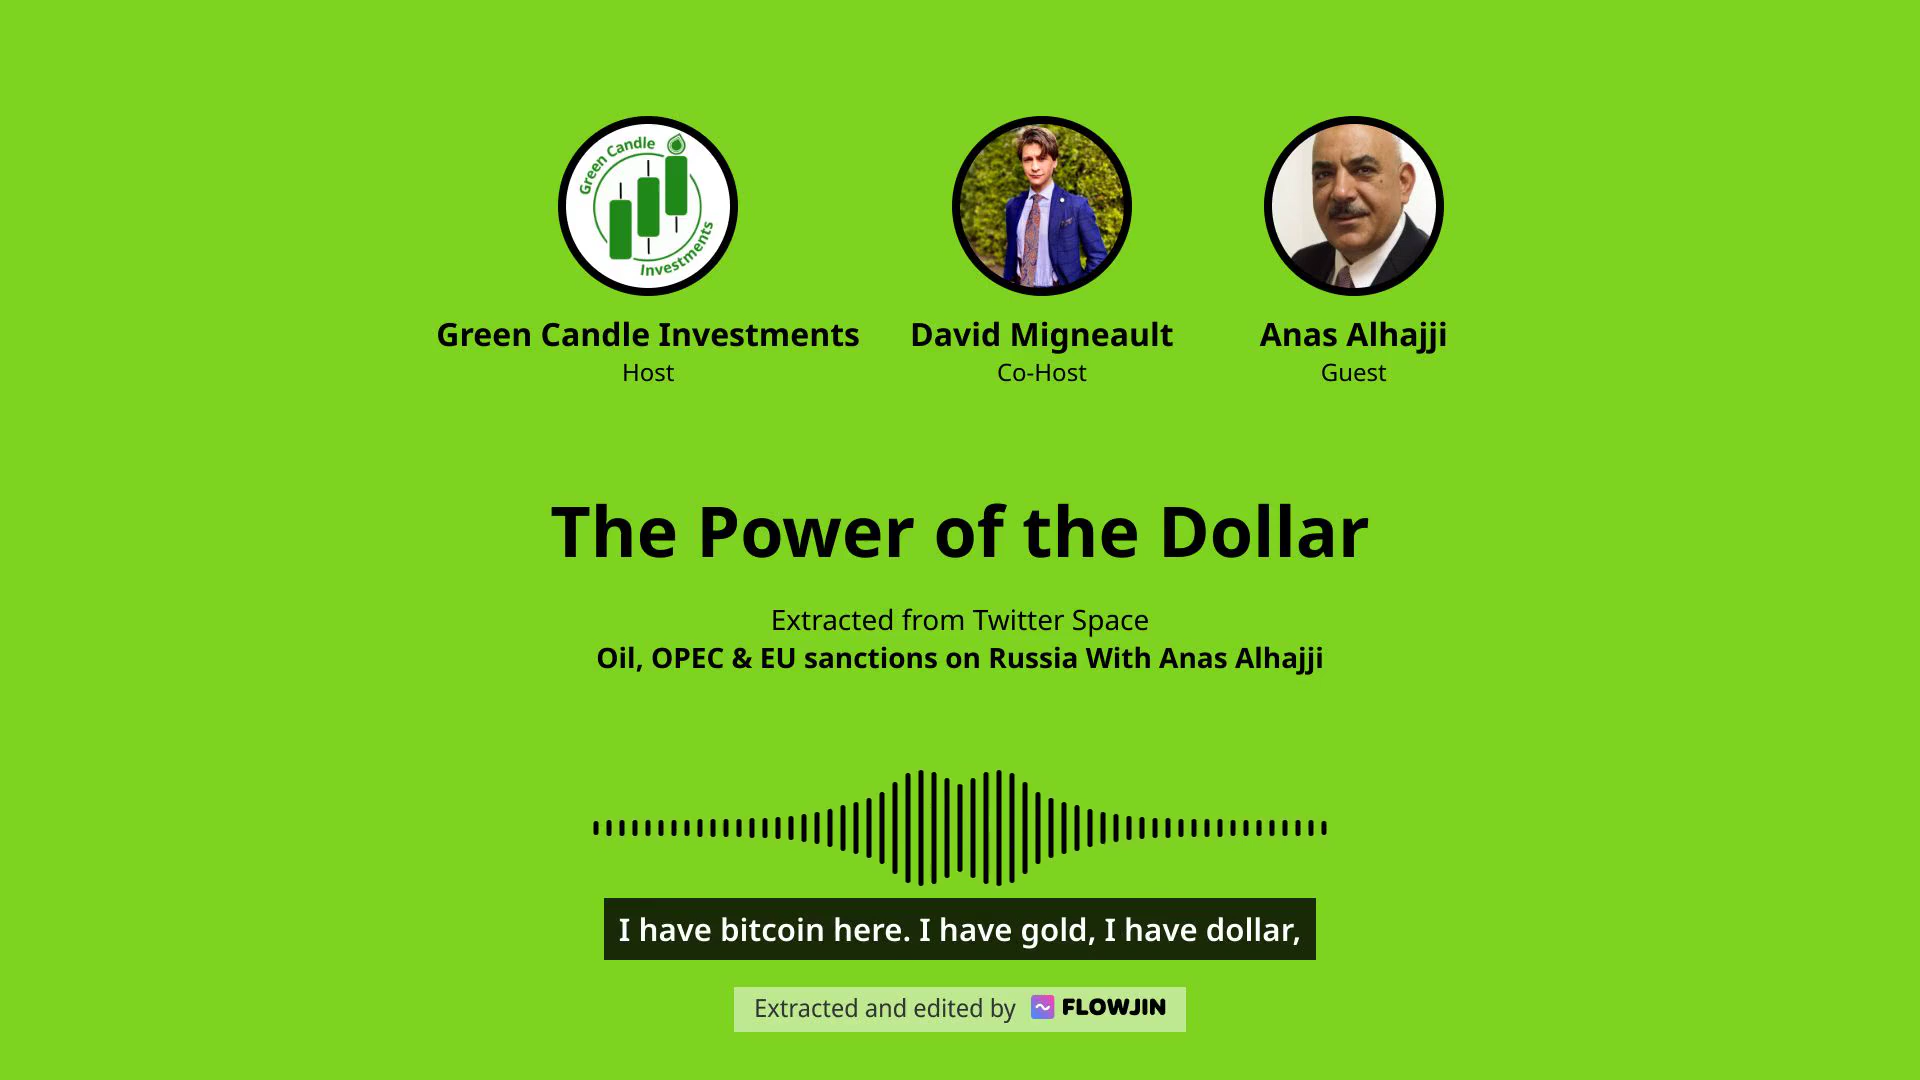 Green Candle
Investments
Green Candle Investments
Host
David Migneault
Co-Host
Anas Alhajji
Guest
The Power of the Dollar
Extracted from Twitter Space
Oil, OPEC & EU sanctions on Russia With Anas Alhajji
I have bitcoin here. I have gold, I have dollar,
Extracted and edited by FLOWJIN